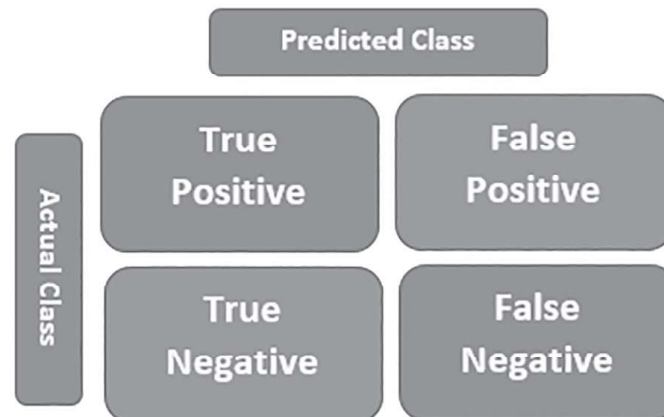 Predicted Class
True
Positive
False
Positive
Actual Class
True
Negative
False
Negative